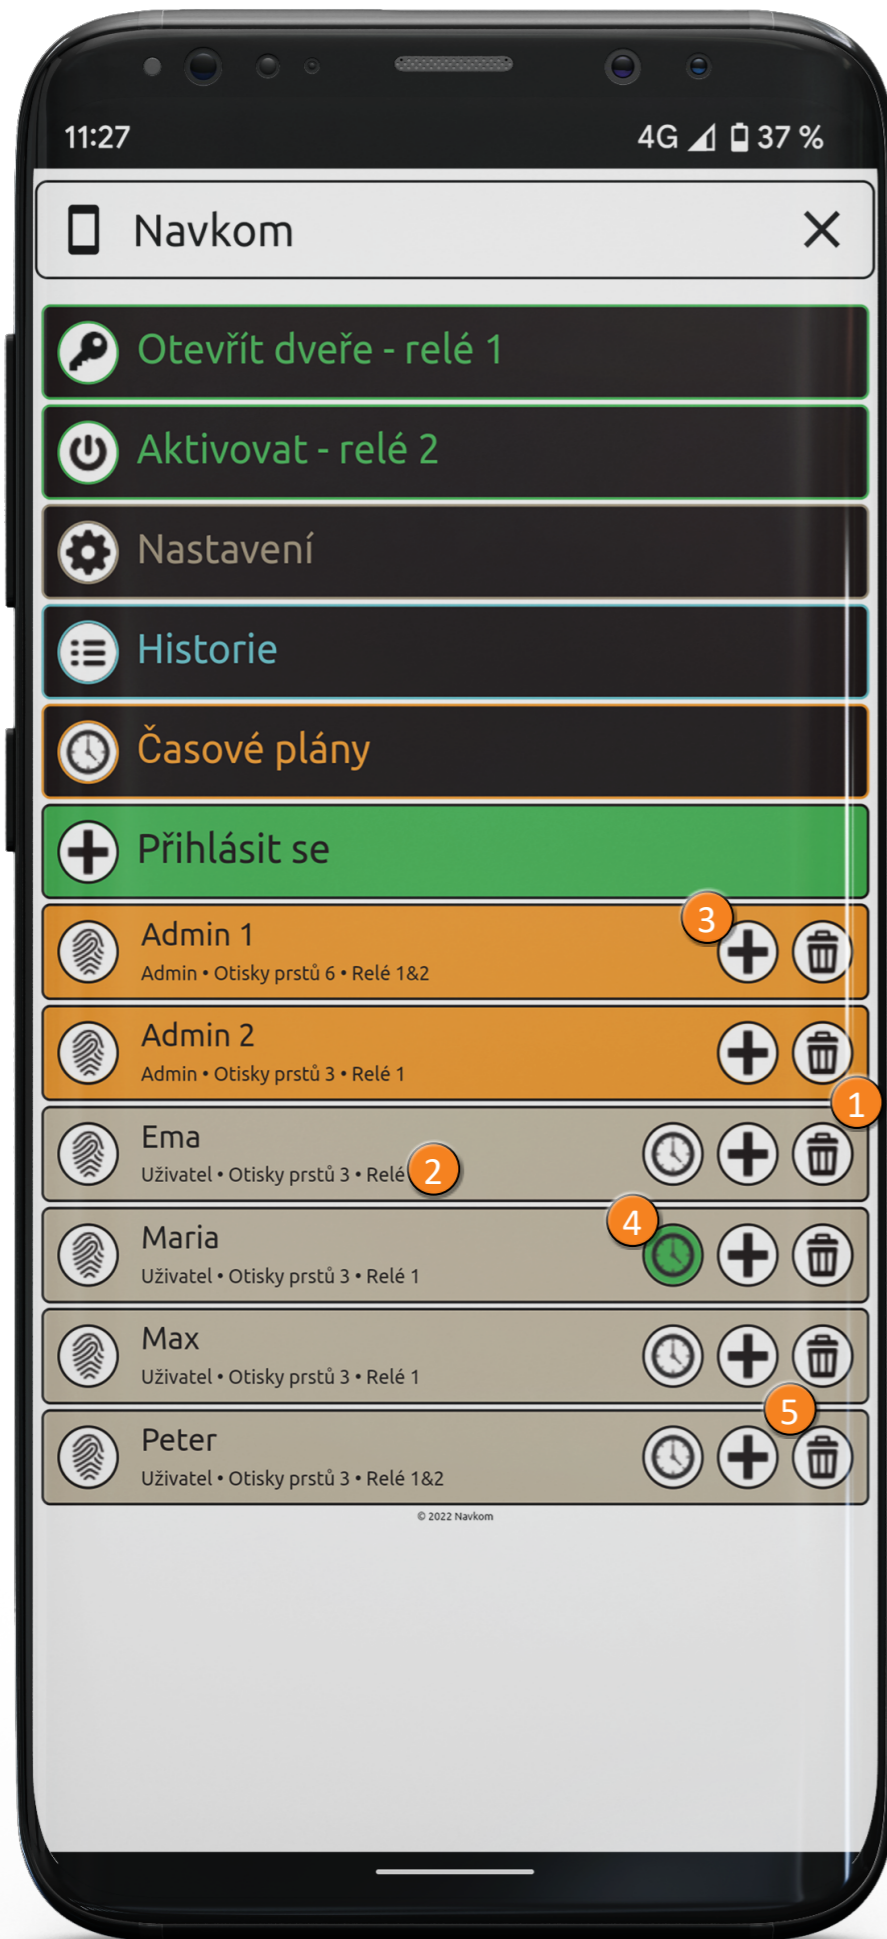 11:27 4G 37 %
Navkom
Otevřít dveře - relé 1
Aktivovat - relé 2
Nastavení
Historie
Časové plány
Přihlásit se
3
Admin 1
Admin • Otisky prstů 6 • Relé 1&2
Admin 2
Admin • Otisky prstů 3 • Relé 1
1
Ema
Uživatel • Otisky prstů 3 • Relé
2
4
Maria
Uživatel • Otisky prstů 3 • Relé 1
Max
Uživatel • Otisky prstů 3 • Relé 1
5
Peter
Uživatel • Otisky prstů 3 • Relé 1&2
© 2022 Navkom